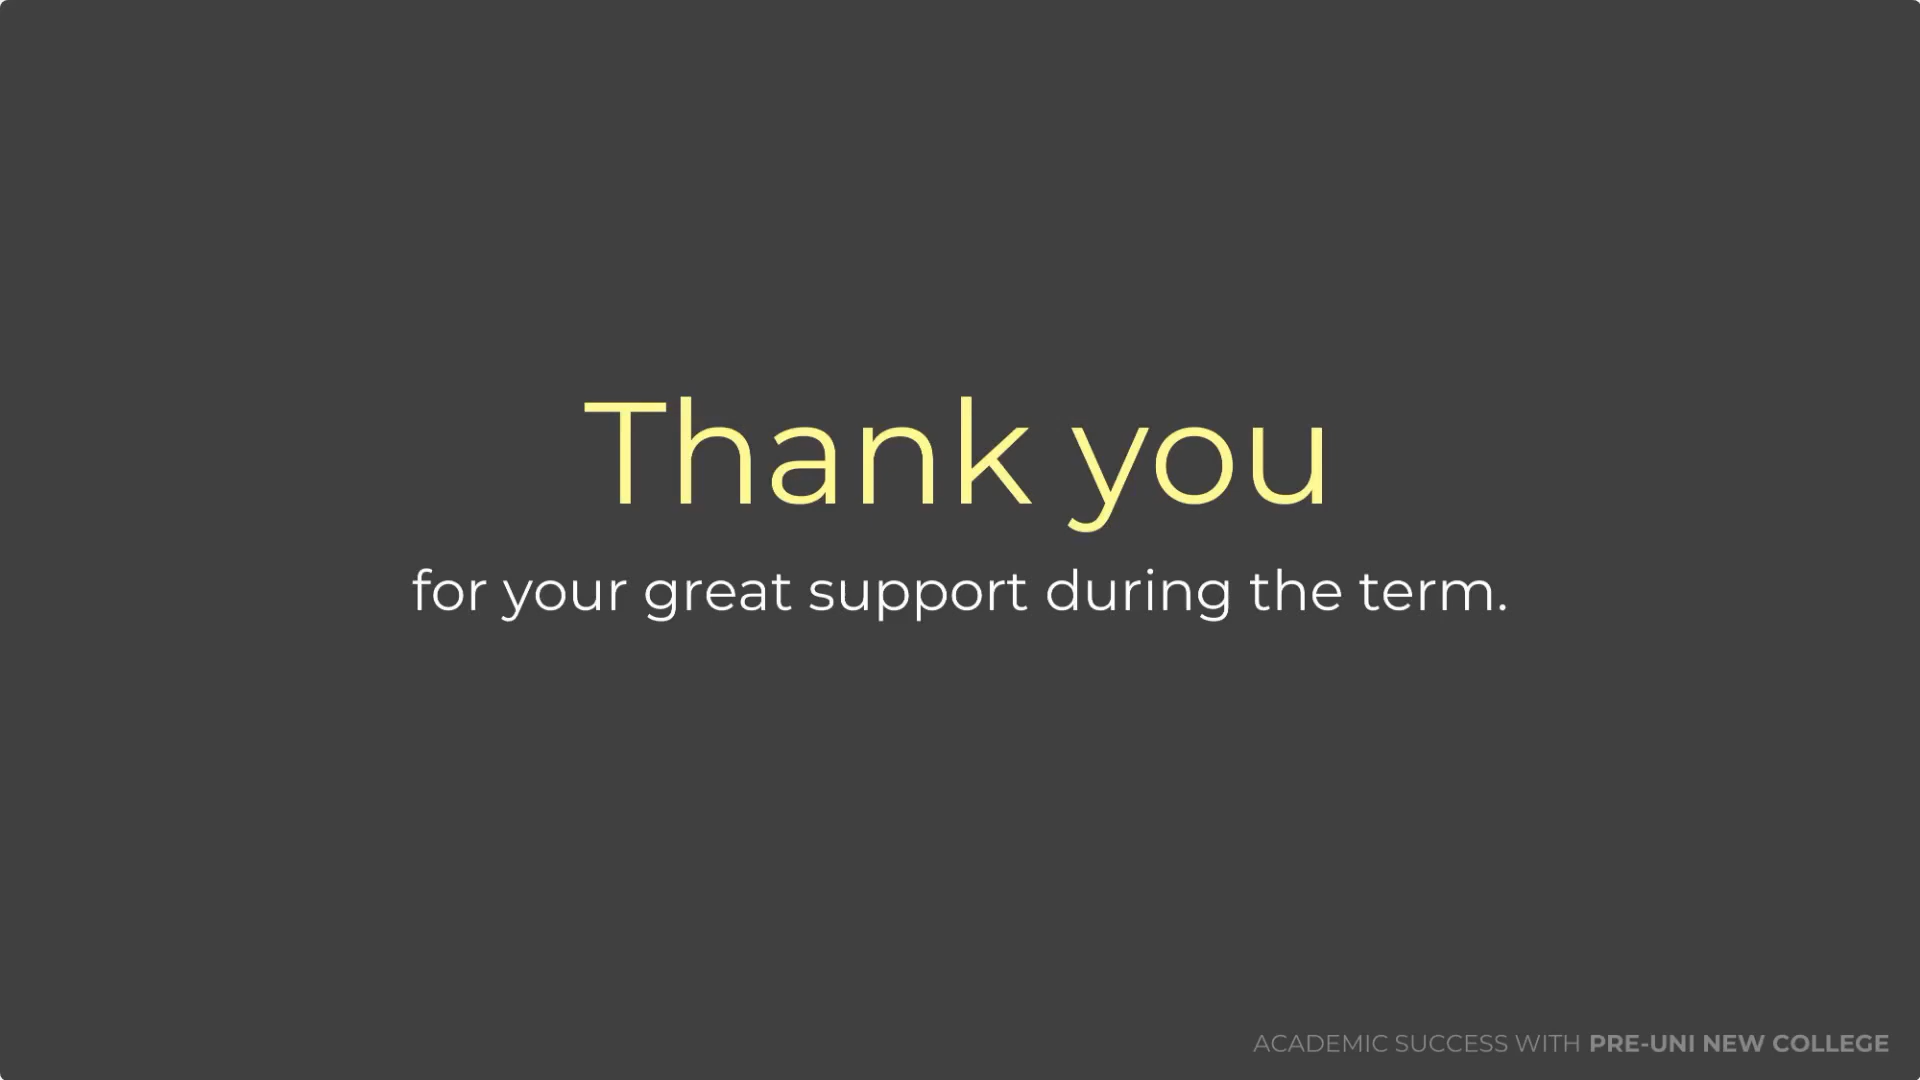 Thank you
for your great support during the term.
ACADEMIC SUCCESS WITH PRE-UNI NEW COLLEGE